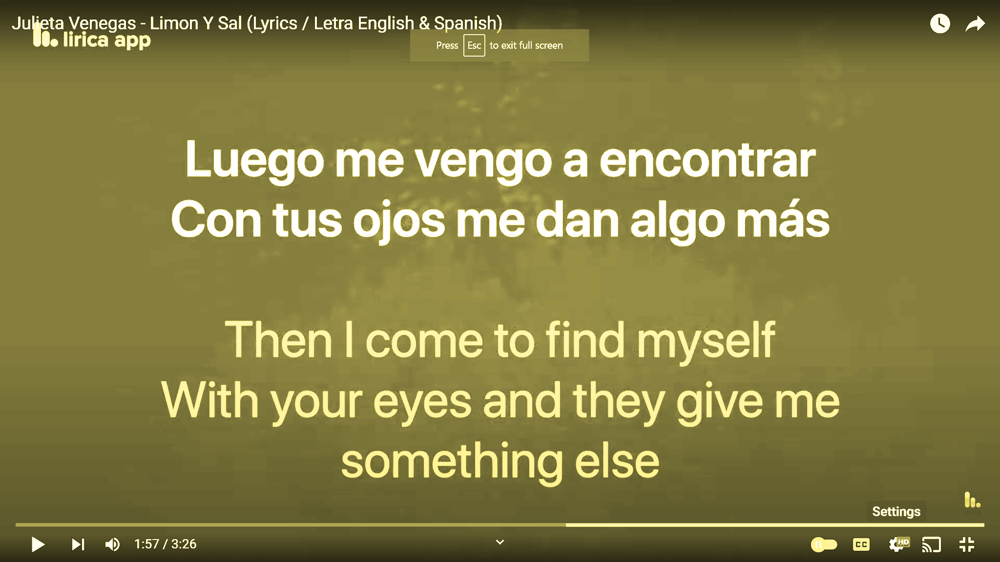 Julieta Venegas - Limon Y Sal (Lyrics / Letra English & Spanish)
lirica app
Press Esc to exit full screen
Luego me vengo a encontrar
Con tus ojos me dan algo más
Then I come to find myself
With your eyes and they give me
something else
Settings
1:57 / 3:26
CC
HD